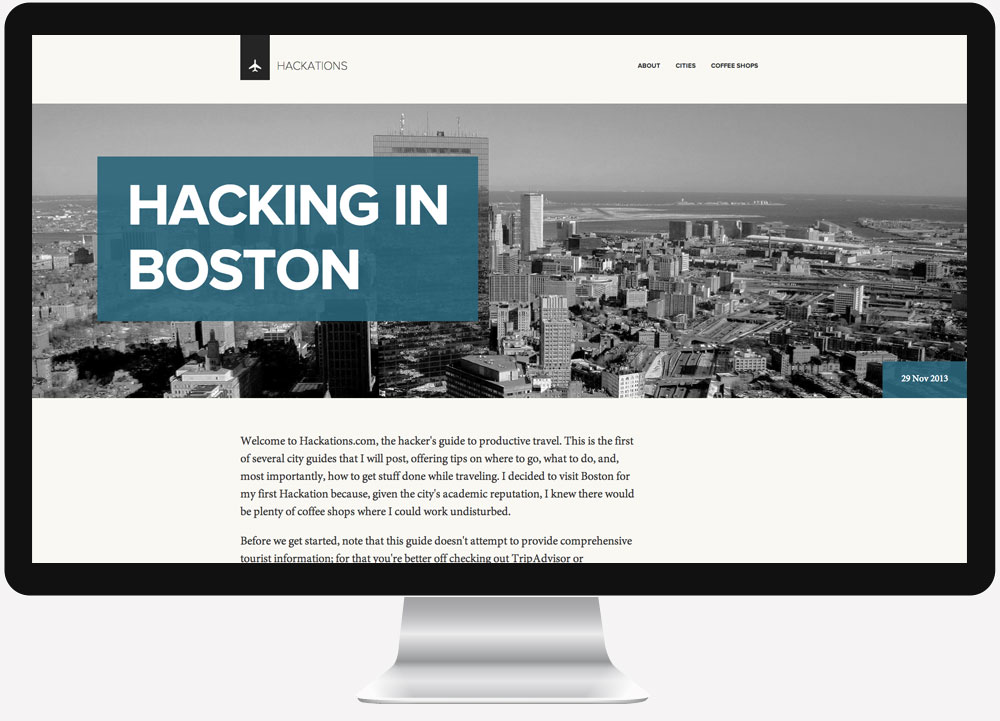 HACKATIONS
ABOUT CITIES COFFEE SHOPS
HACKING IN
BOSTON
29 Nov 2013
Welcome to Hackations.com, the hacker's guide to productive travel. This is the first
of several city guides that I will post, offering tips on where to go, what to do, and,
most importantly, how to get stuff done while traveling. I decided to visit Boston for
my first Hackation because, given the city's academic reputation, I knew there would
be plenty of coffee shops where I could work undisturbed.
Before we get started, note that this guide doesn't attempt to provide comprehensive
tourist information; for that you're better off checking out TripAdvisor or